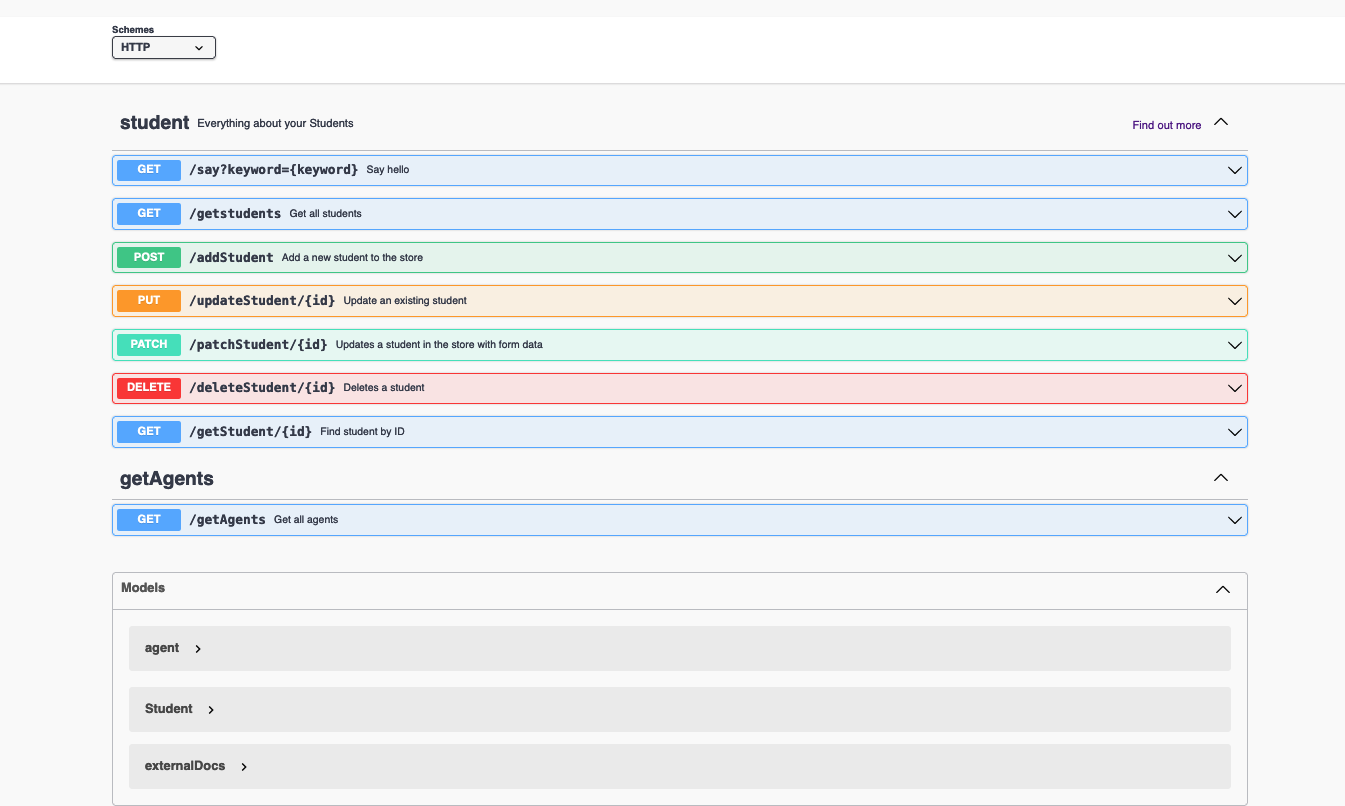 Schemes
HTTP
student Everything about your Students Find out more
GET /say?keyword={keyword} Say hello
GET /getstudents Get all students
POST /addStudent Add a new student to the store
PUT /updateStudent/{id} Update an existing student
PATCH /patchStudent/{id} Updates a student in the store with form data
DELETE /deleteStudent/{id} Deletes a student
GET /getStudent/{id} Find student by ID
getAgents
GET /getAgents Get all agents
Models
agent
Student
externalDocs